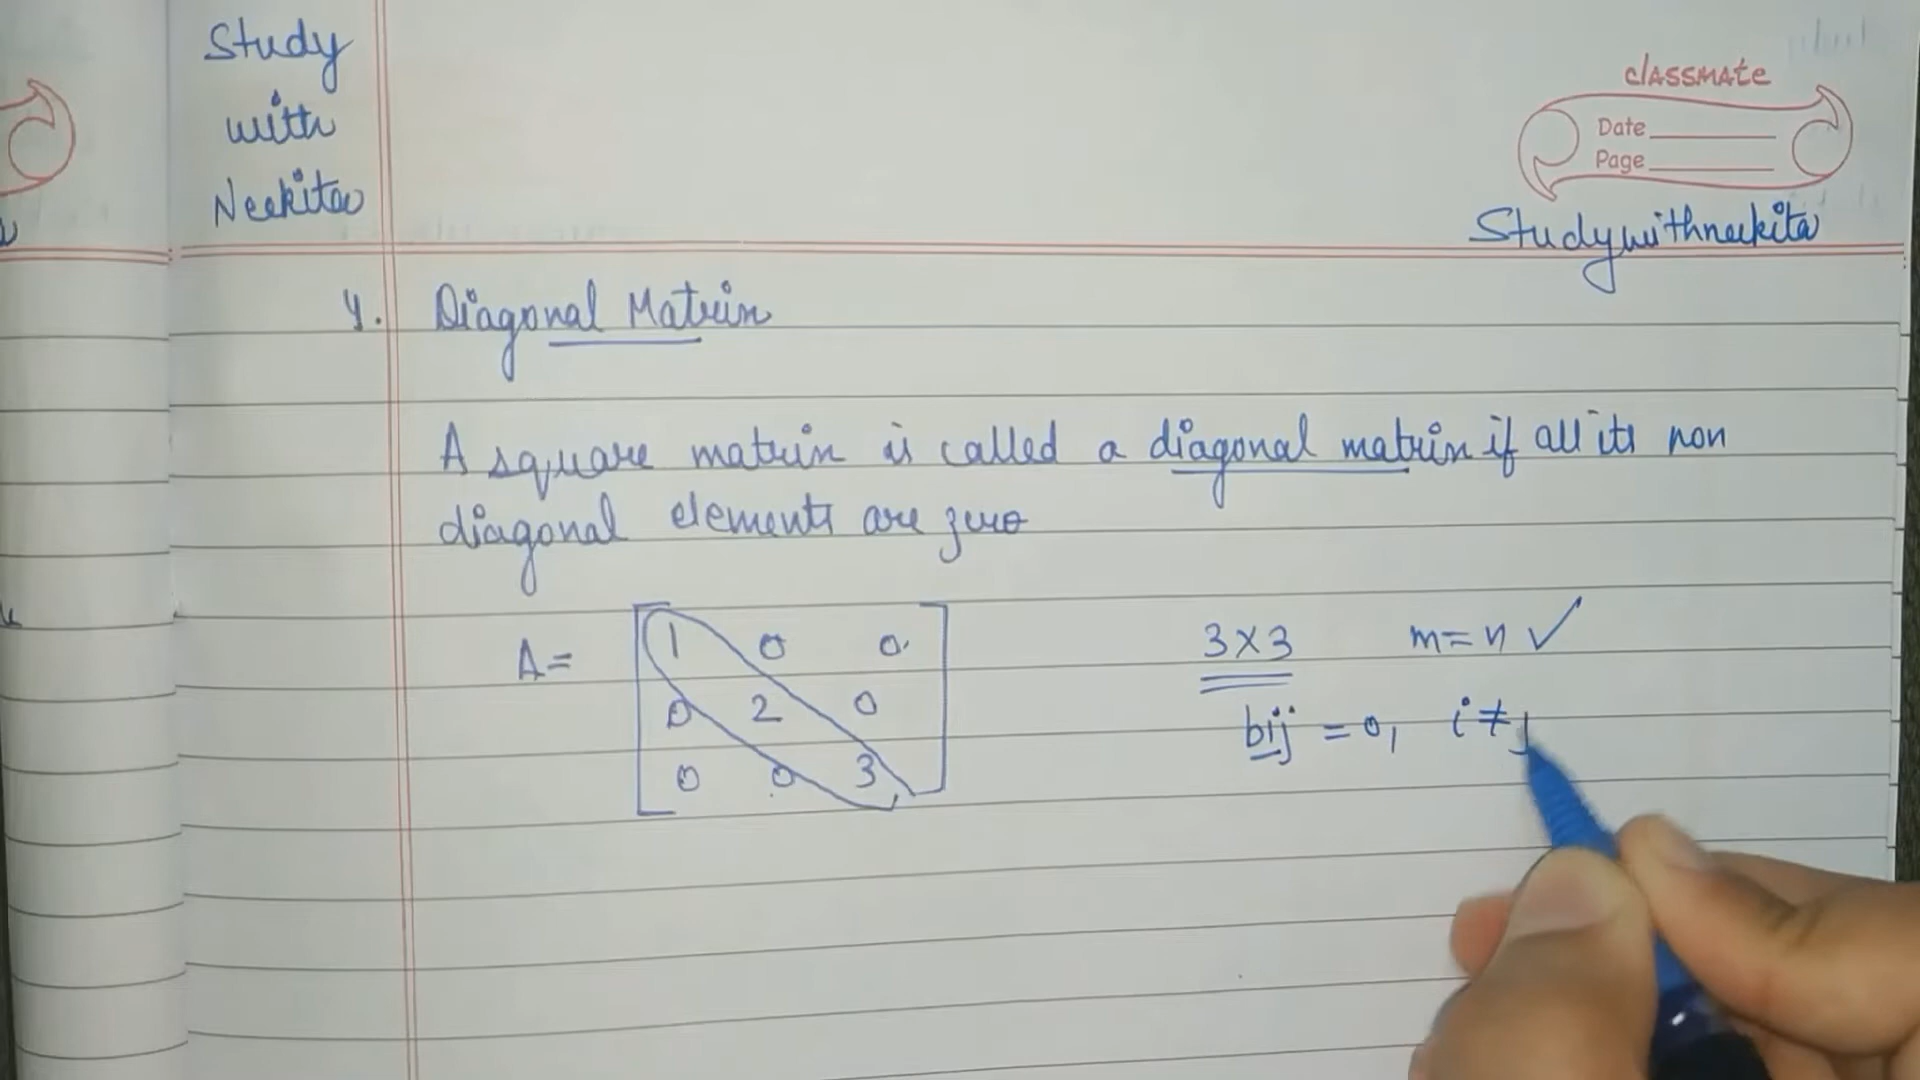 Study
with
Neekita
classmate
Date
Page
Studywithneekita
4. Diagonal Matrix
A square matrix is called a diagonal matrix if all its non
diagonal elements are zero
A =
1 0 0
0 2 0
0 0 3
3×3 m=n ✓
bij = 0, i ≠ j